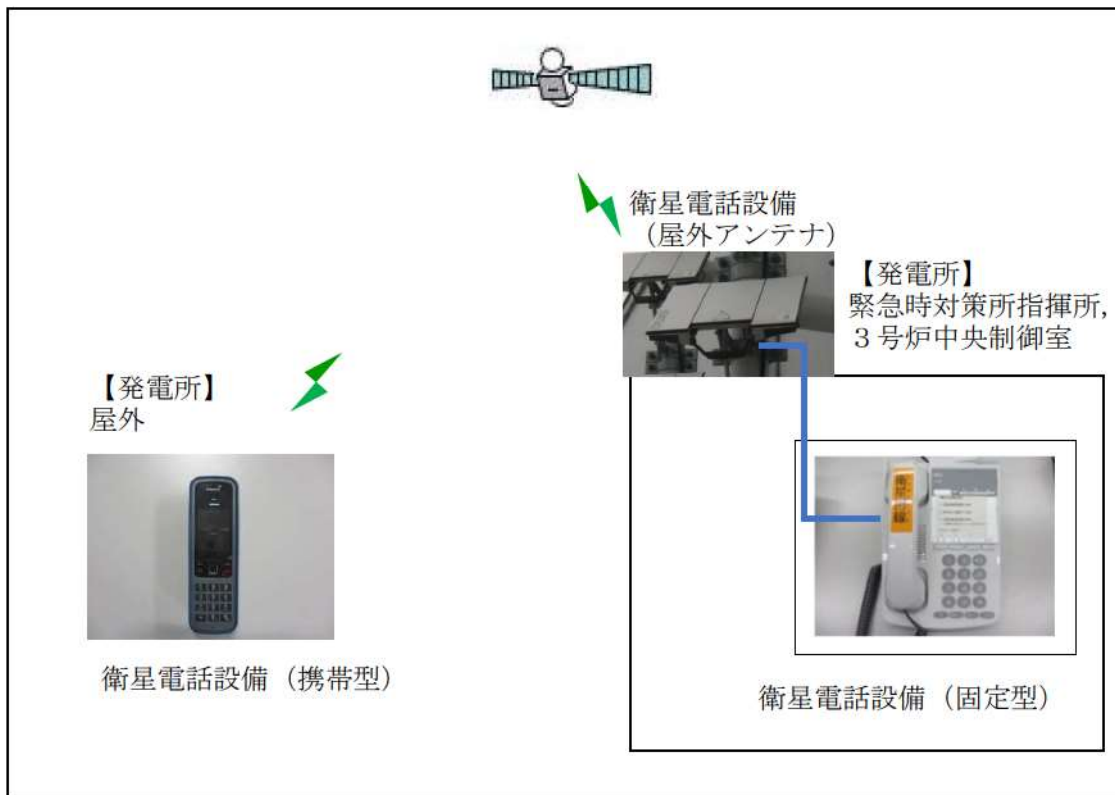 衛星電話設備
（屋外アンテナ）
【発電所】
緊急時対策所指揮所，
３号炉中央制御室
【発電所】
屋外
衛星電話設備（携帯型）
衛星電話設備（固定型）